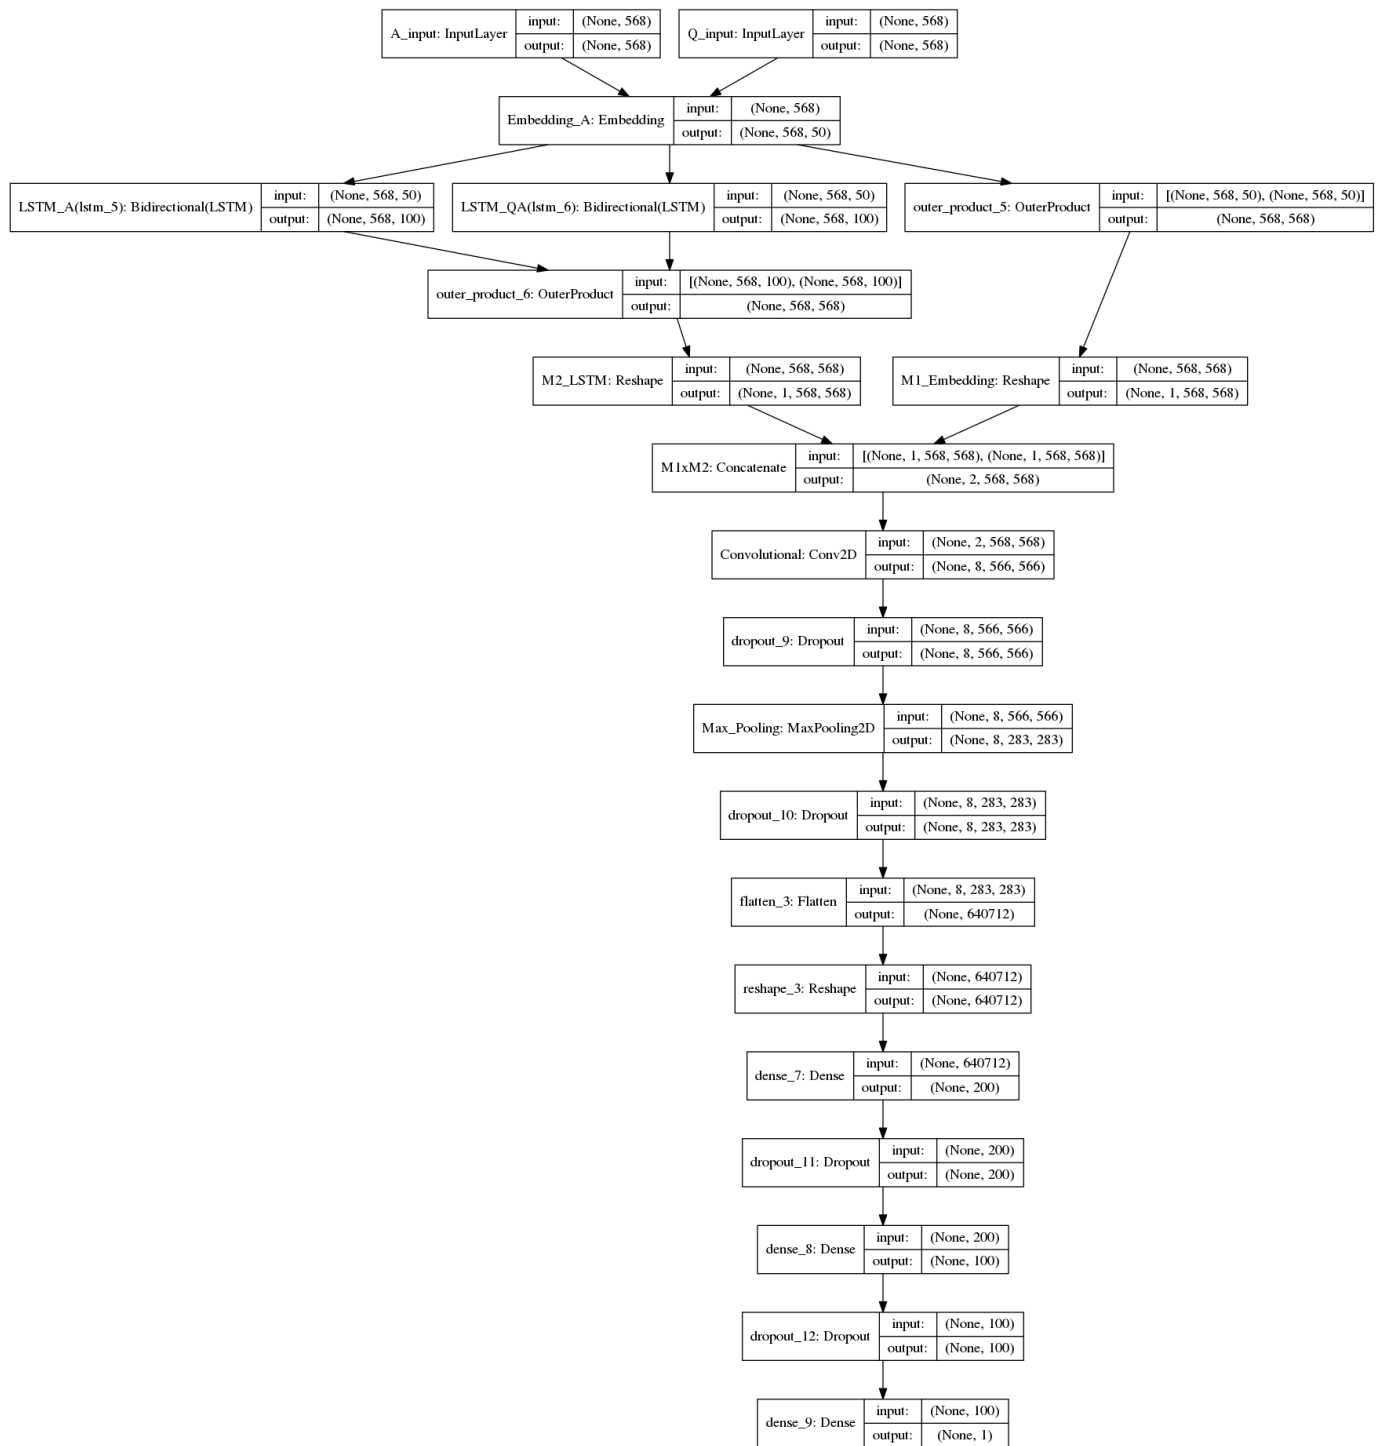 A_input: InputLayer
input: (None, 568)
output: (None, 568)
Q_input: InputLayer
input: (None, 568)
output: (None, 568)
Embedding_A: Embedding
input: (None, 568)
output: (None, 568, 50)
LSTM_A(lstm_5): Bidirectional(LSTM)
input: (None, 568, 50)
output: (None, 568, 100)
LSTM_QA(lstm_6): Bidirectional(LSTM)
input: (None, 568, 50)
output: (None, 568, 100)
outer_product_5: OuterProduct
input: [(None, 568, 50), (None, 568, 50)]
output: (None, 568, 568)
outer_product_6: OuterProduct
input: [(None, 568, 100), (None, 568, 100)]
output: (None, 568, 568)
M2_LSTM: Reshape
input: (None, 568, 568)
output: (None, 1, 568, 568)
M1_Embedding: Reshape
input: (None, 568, 568)
output: (None, 1, 568, 568)
M1xM2: Concatenate
input: [(None, 1, 568, 568), (None, 1, 568, 568)]
output: (None, 2, 568, 568)
Convolutional: Conv2D
input: (None, 2, 568, 568)
output: (None, 8, 566, 566)
dropout_9: Dropout
input: (None, 8, 566, 566)
output: (None, 8, 566, 566)
Max_Pooling: MaxPooling2D
input: (None, 8, 566, 566)
output: (None, 8, 283, 283)
dropout_10: Dropout
input: (None, 8, 283, 283)
output: (None, 8, 283, 283)
flatten_3: Flatten
input: (None, 8, 283, 283)
output: (None, 640712)
reshape_3: Reshape
input: (None, 640712)
output: (None, 640712)
dense_7: Dense
input: (None, 640712)
output: (None, 200)
dropout_11: Dropout
input: (None, 200)
output: (None, 200)
dense_8: Dense
input: (None, 200)
output: (None, 100)
dropout_12: Dropout
input: (None, 100)
output: (None, 100)
dense_9: Dense
input: (None, 100)
output: (None, 1)